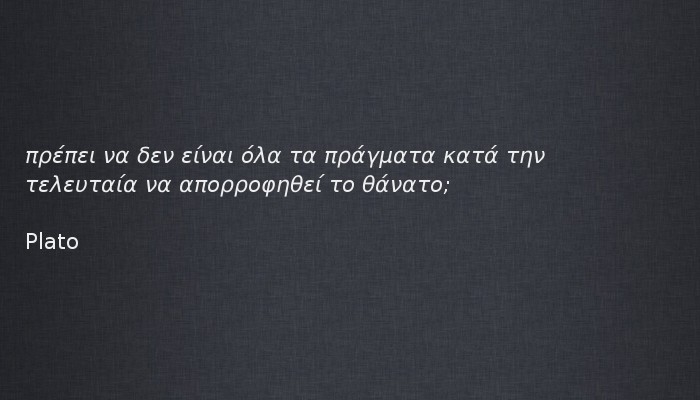 πρέπει να δεν είναι όλα τα πράγματα κατά την
τελευταία να απορροφηθεί το θάνατο;
Plato